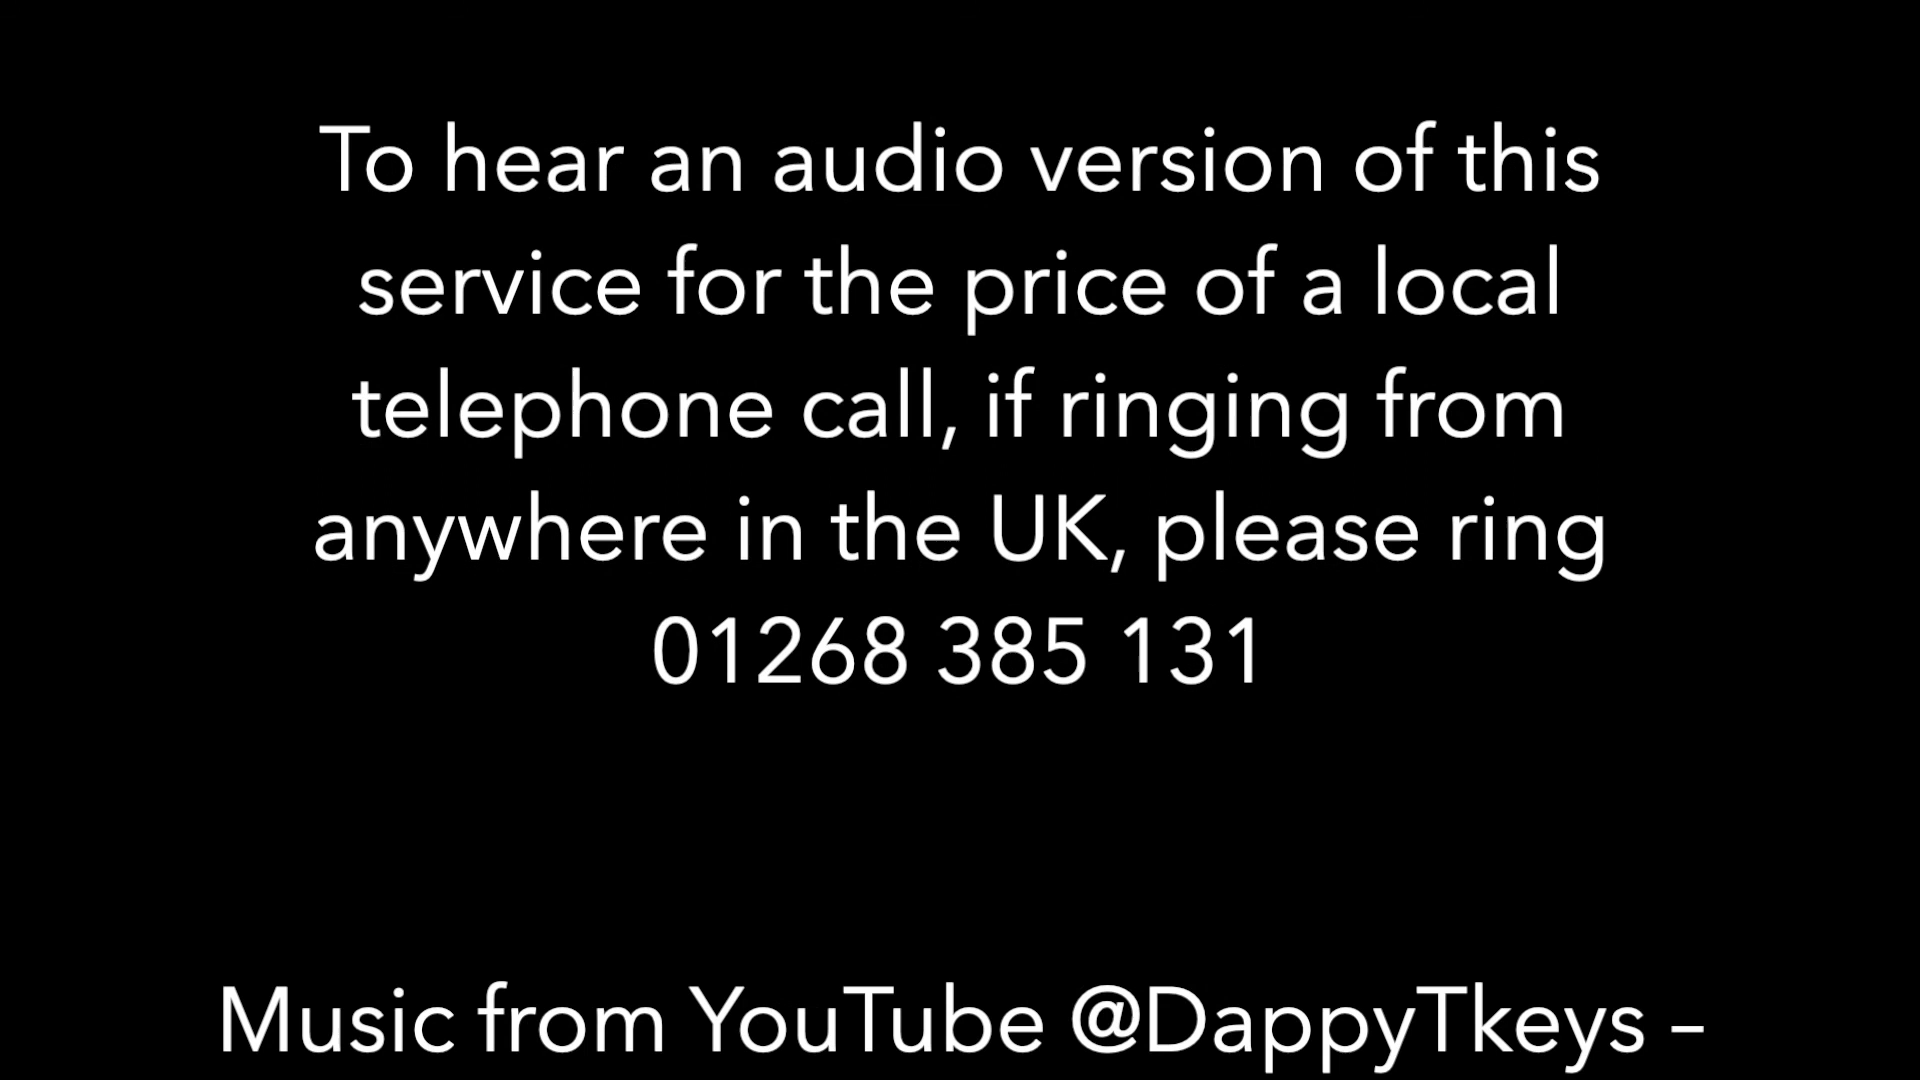 To hear an audio version of this
service for the price of a local
telephone call, if ringing from
anywhere in the UK, please ring
01268 385 131
Music from YouTube @DappyTkeys –